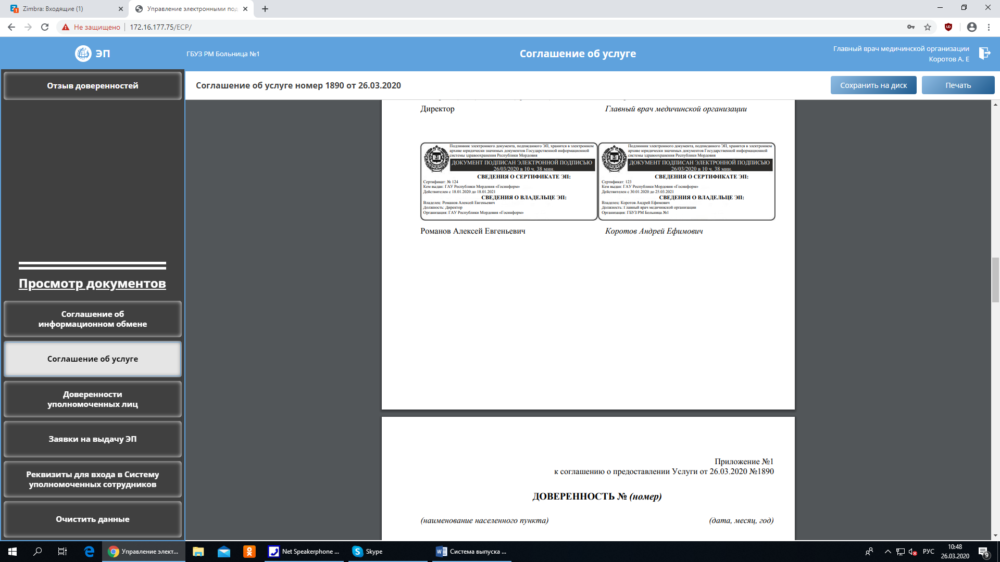 Zimbra: Входящие (1)
Управление электронными под
Не защищено
172.16.177.75/ECP/
ЭП
ГБУЗ РМ Больница №1
Соглашение об услуге
Главный врач медичинской организации
Коротов А. Е
Отзыв доверенностей
Соглашение об услуге номер 1890 от 26.03.2020
Сохранить на диск
Печать
Директор
Главный врач медичинской организации
Подлинник электронного документа, подписанного ЭП, хранится в электронном
архиве юридически значимых документов Государственной информационной
системы здравоохранения Республики Мордовия
ДОКУМЕНТ ПОДПИСАН ЭЛЕКТРОННОЙ ПОДПИСЬЮ
26/03/2020 в 10 ч. 38 мин.
СВЕДЕНИЯ О СЕРТИФИКАТЕ ЭП:
Сертификат: № 124
Кем выдан: ГАУ Республики Мордовия «Госинформ»
Действителен с 18.01.2020 до 18.01.2021
СВЕДЕНИЯ О ВЛАДЕЛЬЦЕ ЭП:
Владелец: Романов Алексей Евгеньевич
Должность: Директор
Организация: ГАУ Республики Мордовия «Госинформ»
Подлинник электронного документа, подписанного ЭП, хранится в электронном
архиве юридически значимых документов Государственной информационной
системы здравоохранения Республики Мордовия
ДОКУМЕНТ ПОДПИСАН ЭЛЕКТРОННОЙ ПОДПИСЬЮ
26/03/2020 в 10 ч. 38 мин.
СВЕДЕНИЯ О СЕРТИФИКАТЕ ЭП:
Сертификат: 123
Кем выдан: ГАУ Республики Мордовия «Госинформ»
Действителен с 30.01.2020 до 25.03.2021
СВЕДЕНИЯ О ВЛАДЕЛЬЦЕ ЭП:
Владелец: Коротов Андрей Ефимович
Должность: Главный врач медичинской организации
Организация: ГБУЗ РМ Больница №1
Романов Алексей Евгеньевич
Коротов Андрей Ефимович
Просмотр документов
Соглашение об
информационном обмене
Соглашение об услуге
Доверенности
уполномоченных лиц
Заявки на выдачу ЭП
Реквизиты для входа в Систему
уполномоченных сотрудников
Очистить данные
Приложение №1
к соглашению о предоставлении Услуги от 26.03.2020 №1890
ДОВЕРЕННОСТЬ № (номер)
(наименование населенного пункта)
(дата, месяц, год)
Управление элект...
Net Speakerphone ...
Skype
Система выпуска ...
РУС
10:48
26.03.2020
9